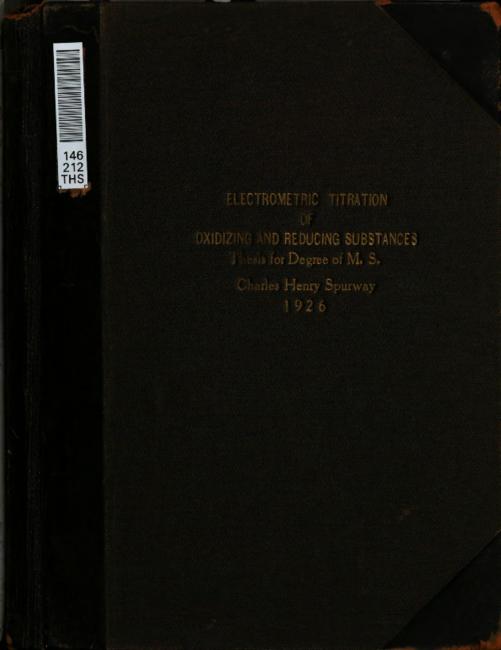 146
212
THS
ELECTROMETRIC TITRATION
OF
OXIDIZING AND REDUCING SUBSTANCES
Thesis for Degree of M. S.
Charles Henry Spurway
1926